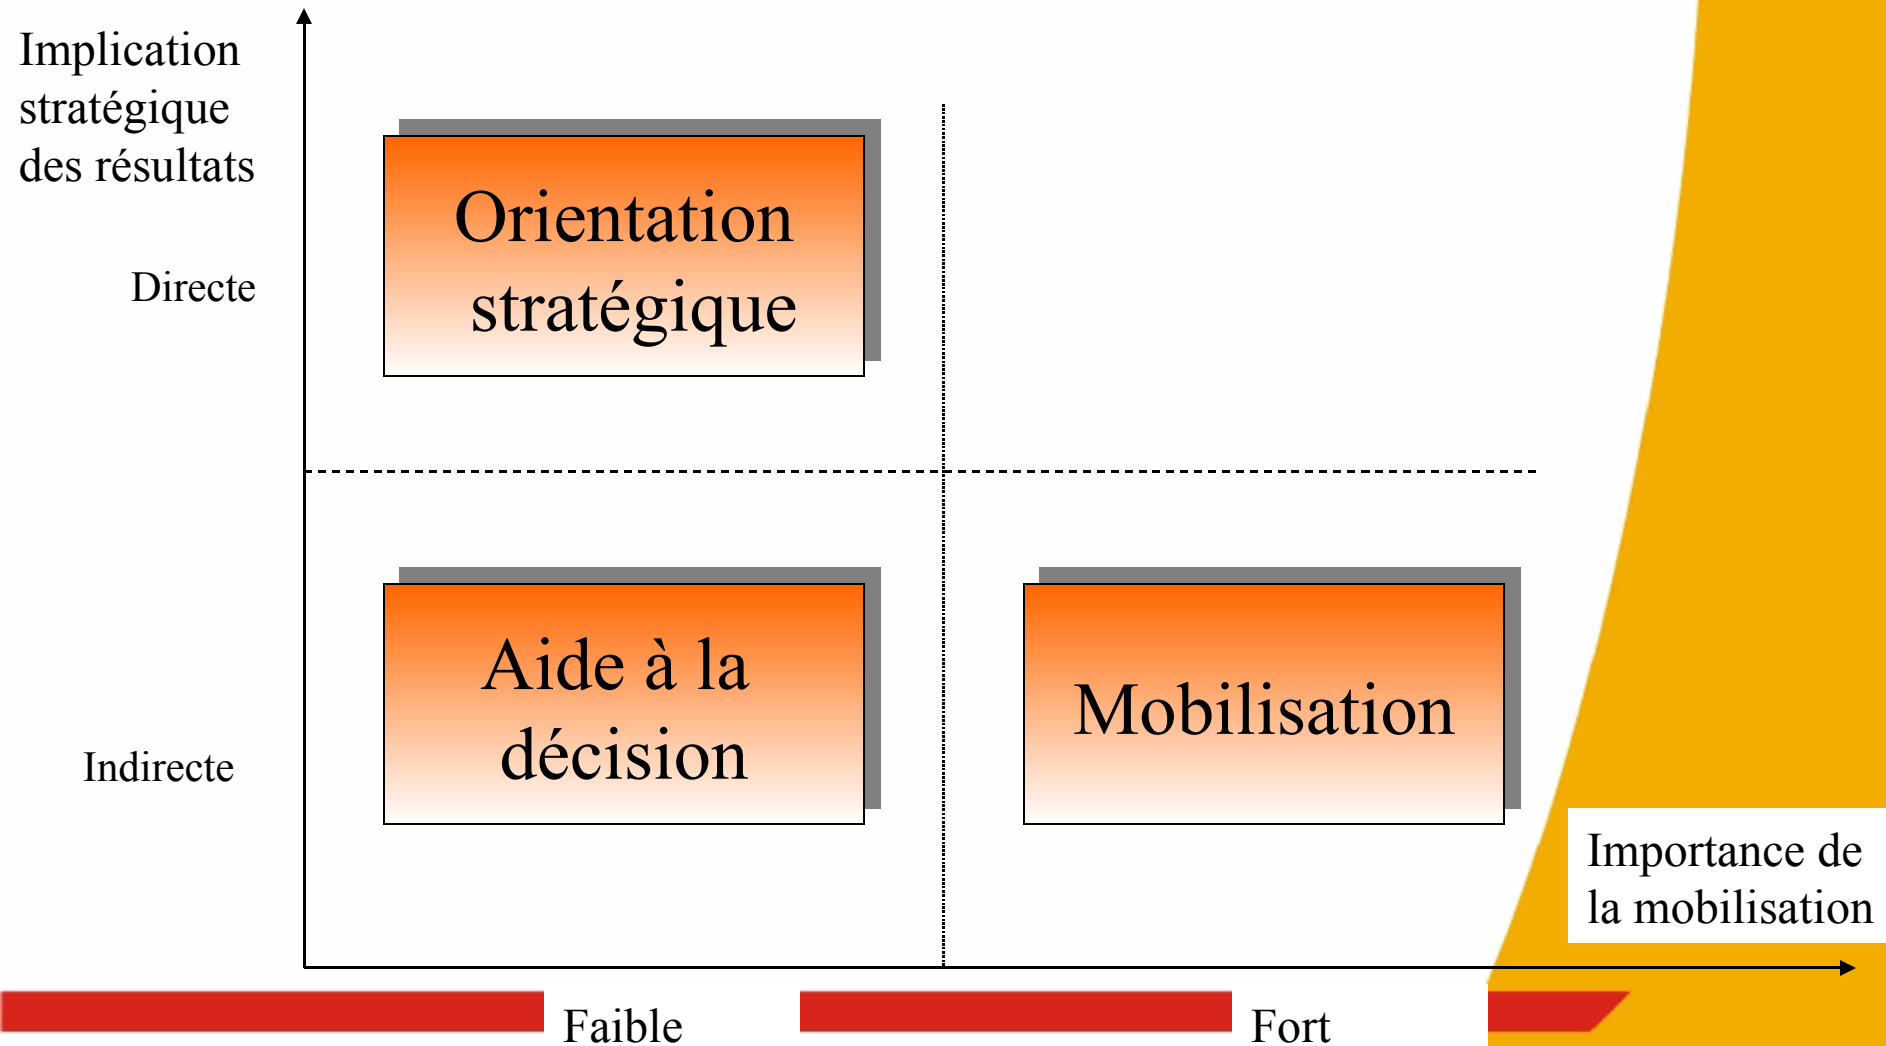 Implication
stratégique
des résultats
Orientation
stratégique
Directe
Aide à la
décision
Mobilisation
Indirecte
Importance de
la mobilisation
Faible
Fort